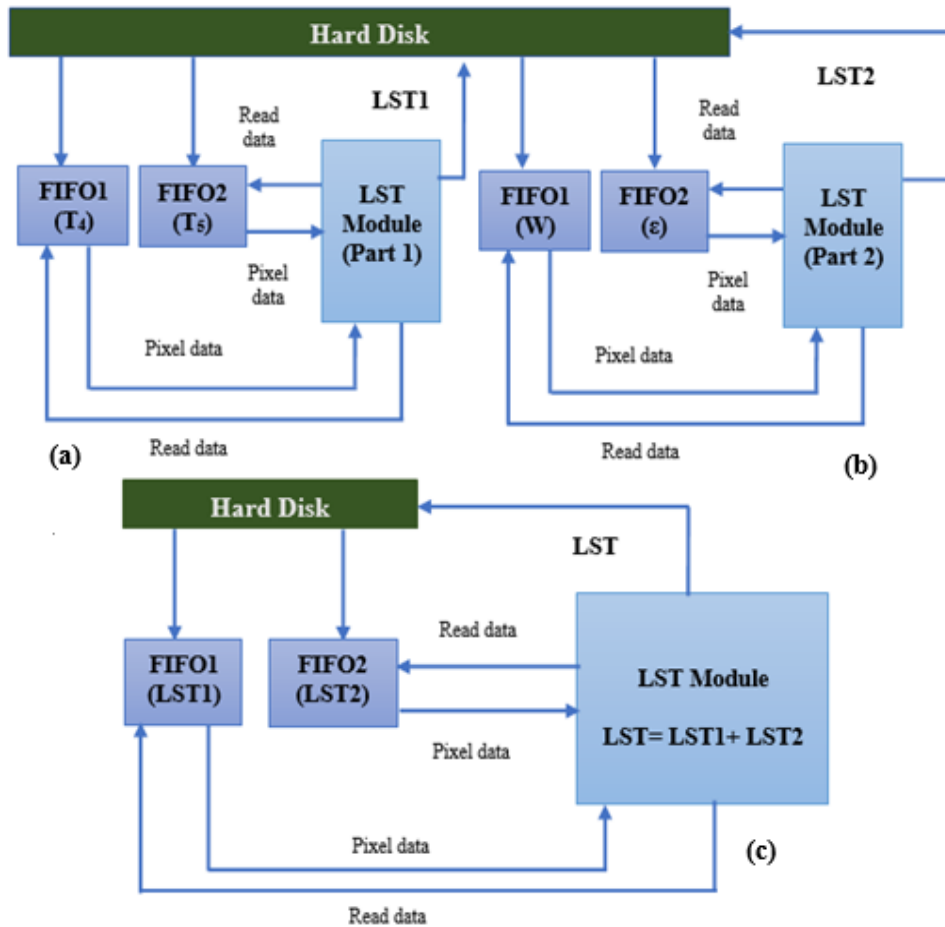 Hard Disk
LST1
LST2
Read
data
Read
data
FIFO1
(T₄)
FIFO2
(T₅)
LST
Module
(Part 1)
FIFO1
(W)
FIFO2
(ε)
LST
Module
(Part 2)
Pixel
data
Pixel
data
Pixel data
Pixel data
Read data
Read data
(a)
(b)
Hard Disk
LST
Read data
FIFO1
(LST1)
FIFO2
(LST2)
LST Module
LST= LST1+ LST2
Pixel data
Pixel data
(c)
Read data